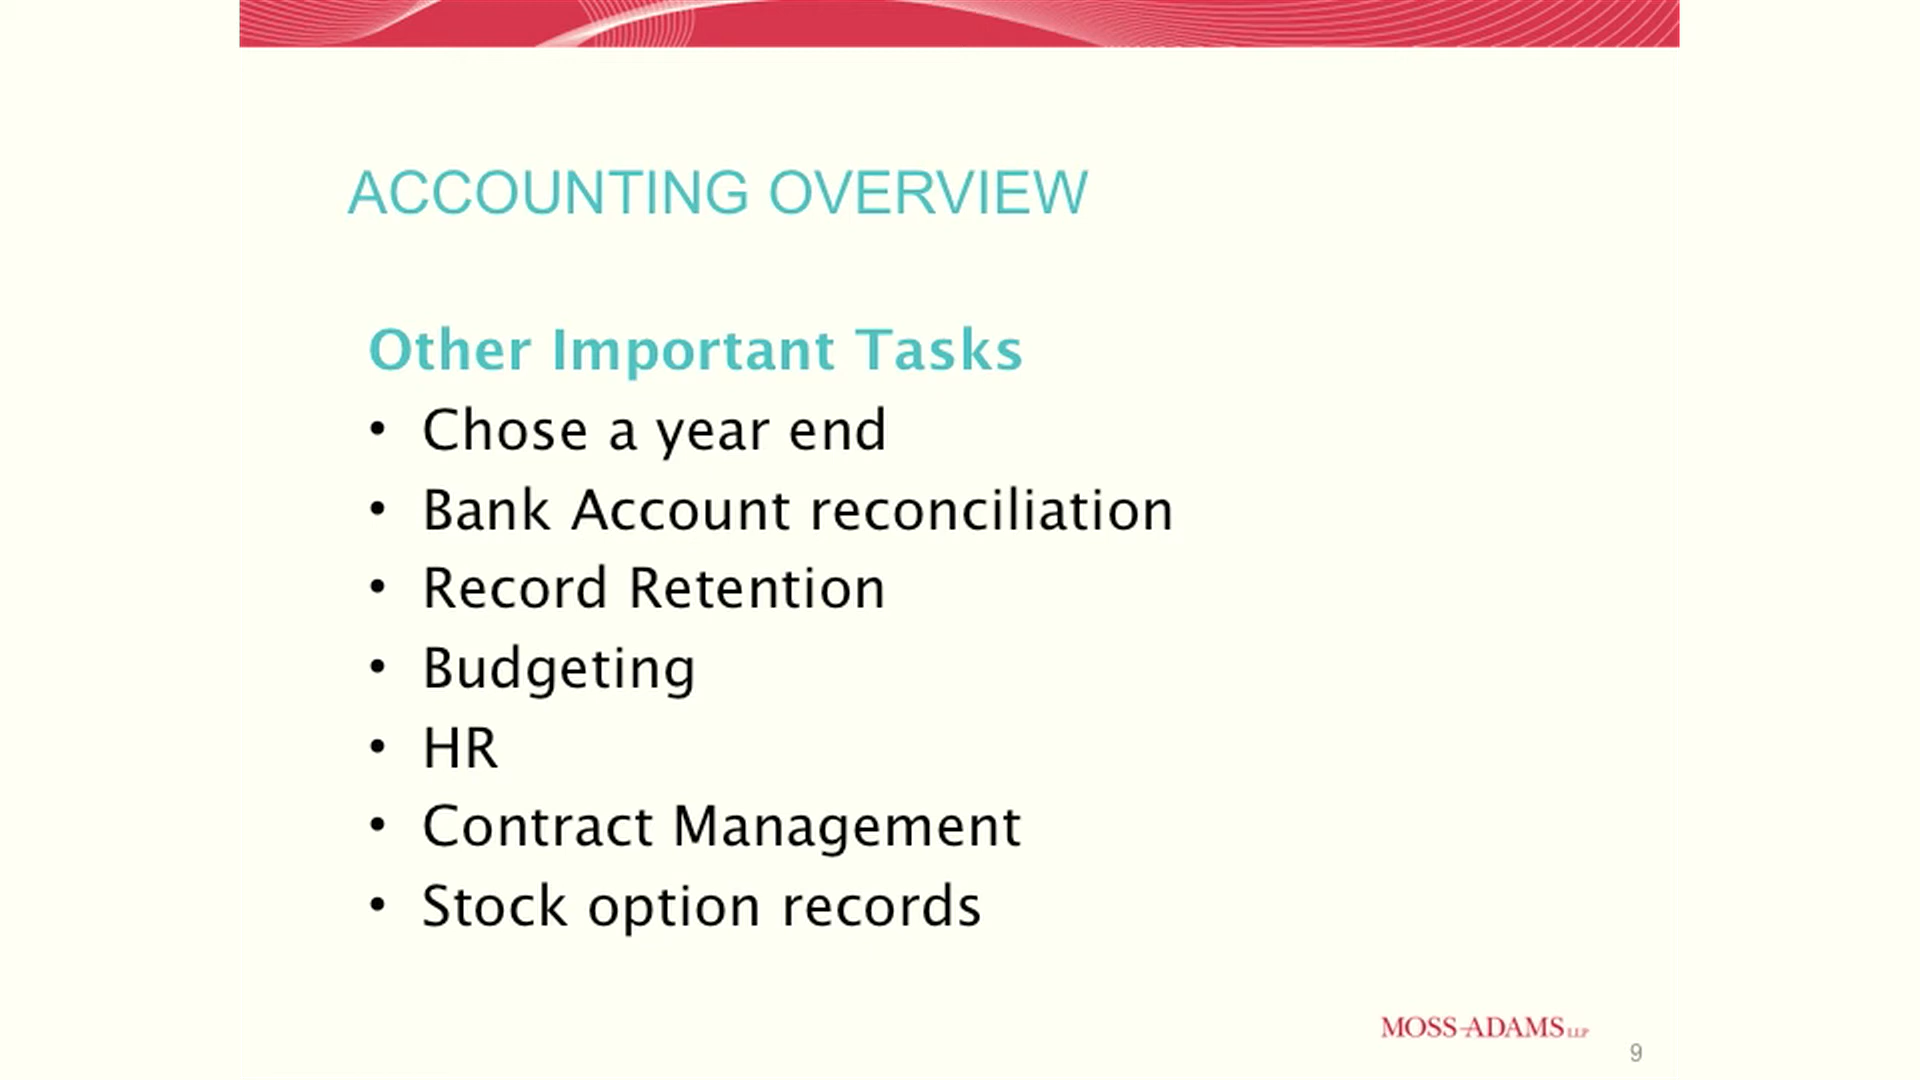 ACCOUNTING OVERVIEW
Other Important Tasks
• Chose a year end
• Bank Account reconciliation
• Record Retention
• Budgeting
• HR
• Contract Management
• Stock option records
MOSS-ADAMS LLP
9